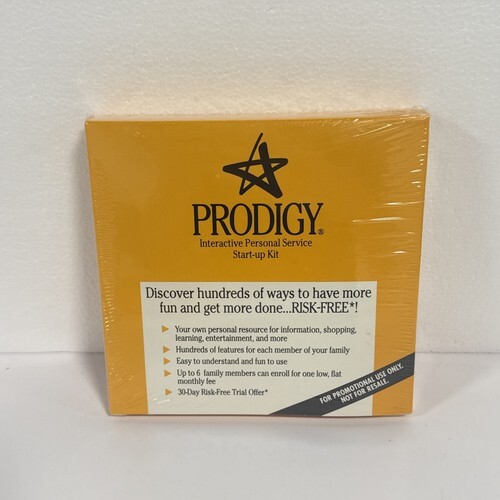 PRODIGY®
Interactive Personal Service
Start-up Kit
Discover hundreds of ways to have more
fun and get more done...RISK-FREE*!
Your own personal resource for information, shopping,
learning, entertainment, and more
Hundreds of features for each member of your family
Easy to understand and fun to use
Up to 6 family members can enroll for one low, flat
monthly fee
30-Day Risk-Free Trial Offer*
FOR PROMOTIONAL USE ONLY.
NOT FOR RESALE.